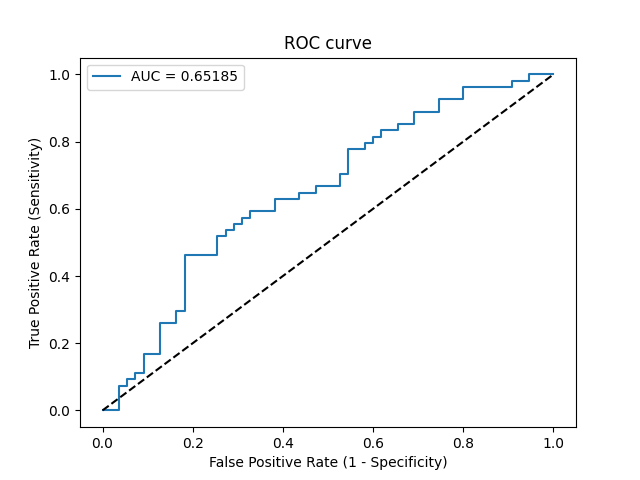 ROC curve
AUC = 0.65185
True Positive Rate (Sensitivity)
1.0
0.8
0.6
0.4
0.2
0.0
0.0 0.2 0.4 0.6 0.8 1.0
False Positive Rate (1 - Specificity)